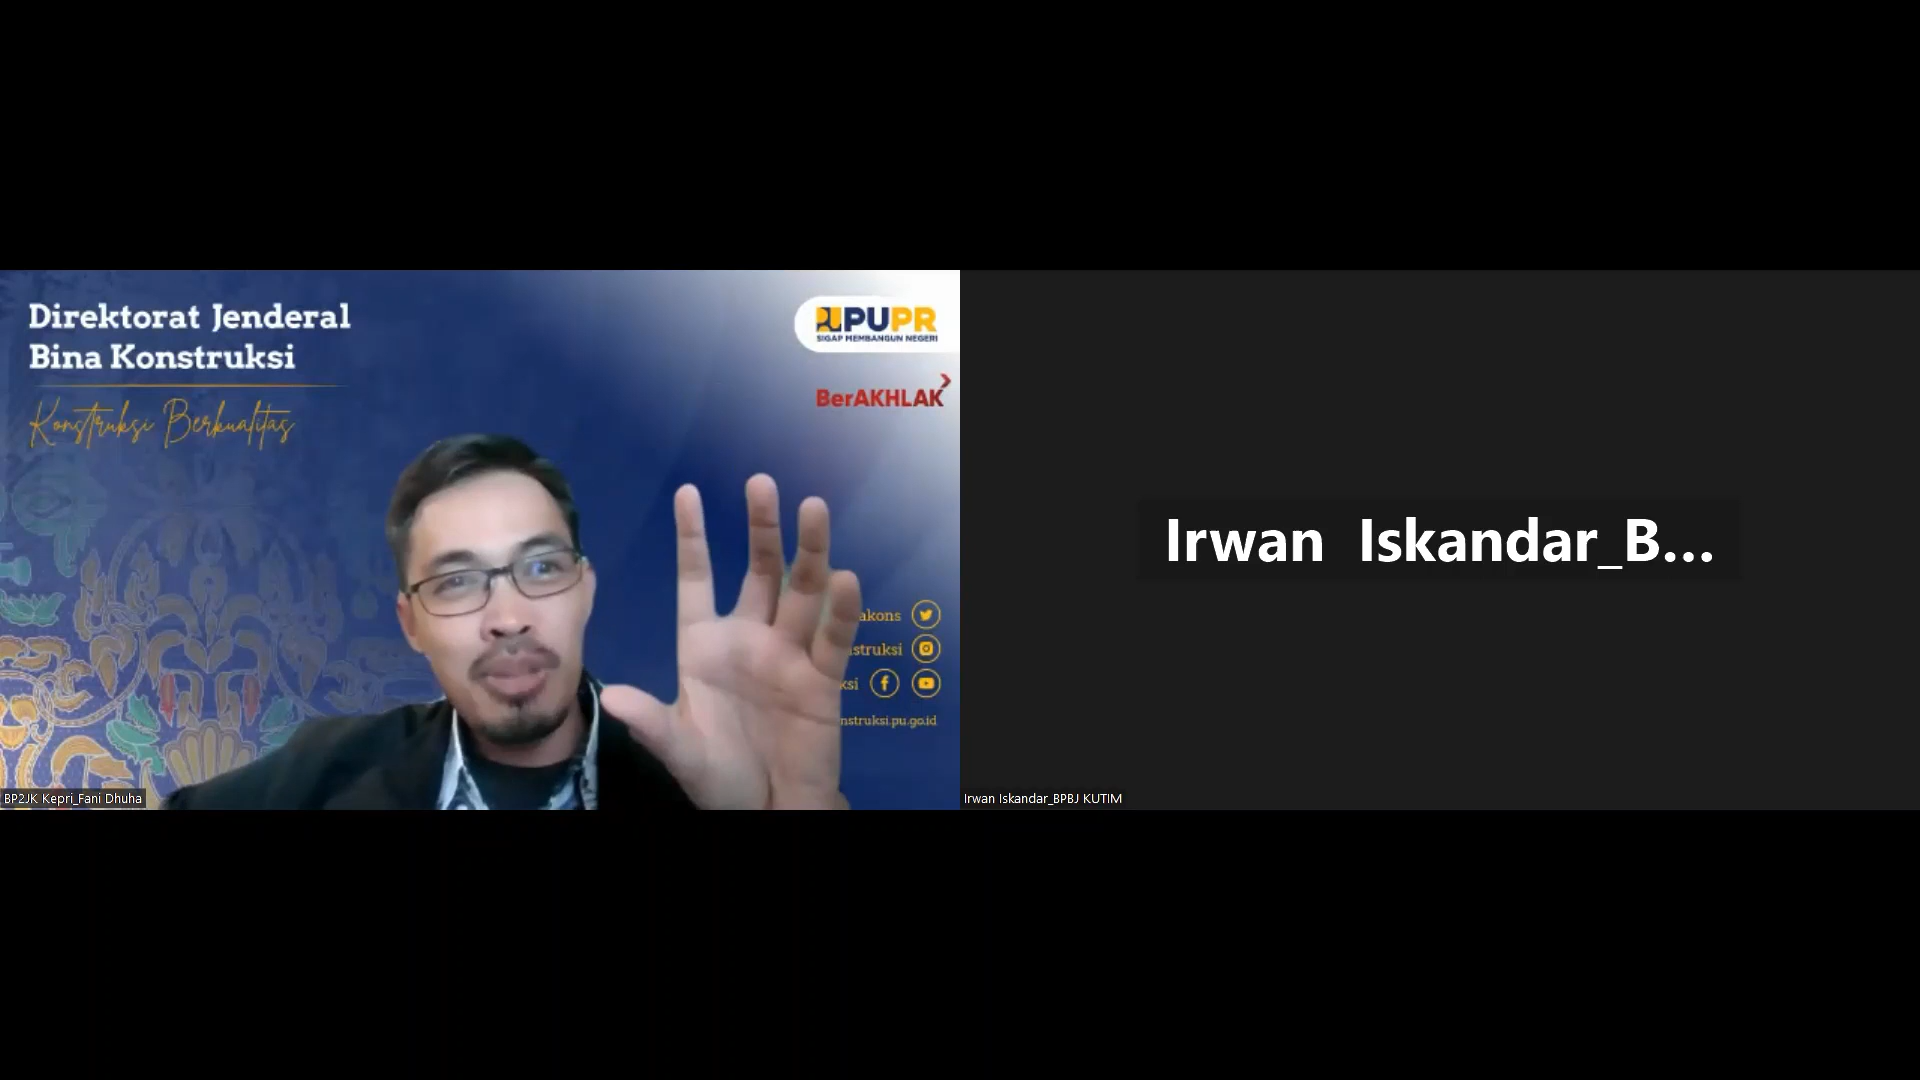 Direktorat Jenderal
Bina Konstruksi
Konstruksi Berkualitas
PUPR
SIGAP MEMBANGUN NEGERI
BerAKHLAK
akons
struksi
ksi
nstruksi.pu.go.id
BP2JK Kepri_Fani Dhuha
Irwan Iskandar_B...
Irwan Iskandar_BPBJ KUTIM